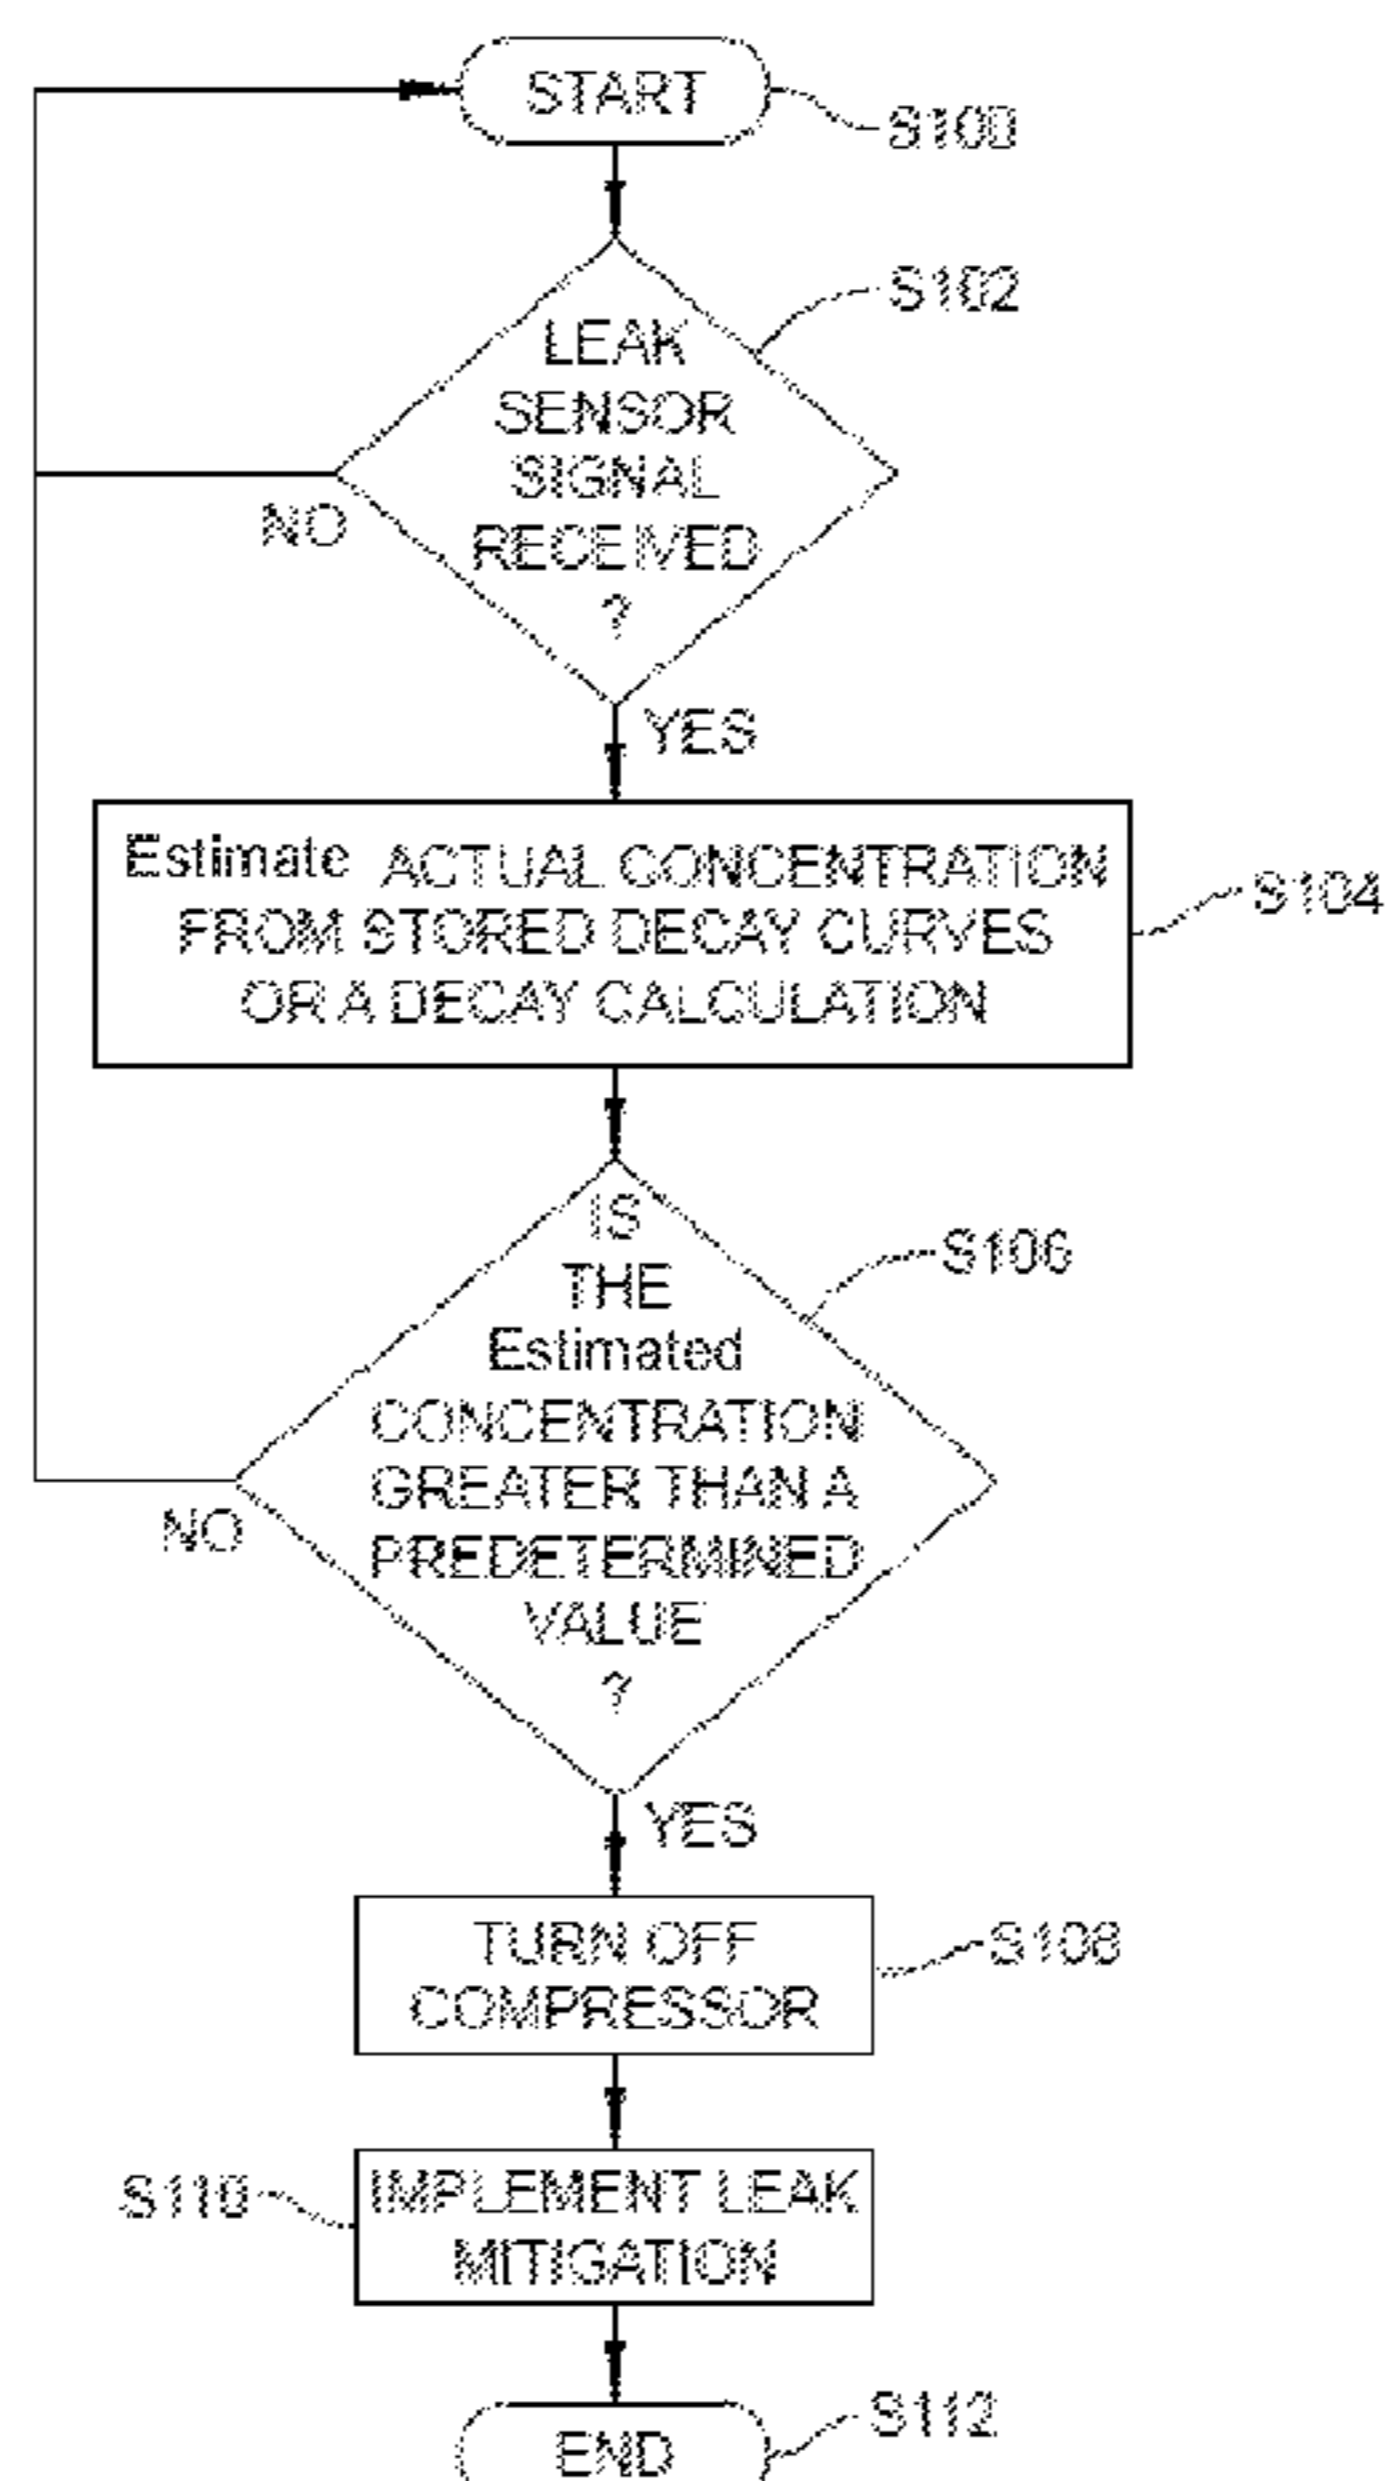 START
S100
S102
LEAK
SENSOR
SIGNAL
RECEIVED
?
NO
YES
Estimate ACTUAL CONCENTRATION
FROM STORED DECAY CURVES
OR A DECAY CALCULATION
S104
IS
THE
Estimated
CONCENTRATION
GREATER THAN A
PREDETERMINED
VALUE
?
S106
NO
YES
TURN OFF
COMPRESSOR
S108
S110
IMPLEMENT LEAK
MITIGATION
END
S112